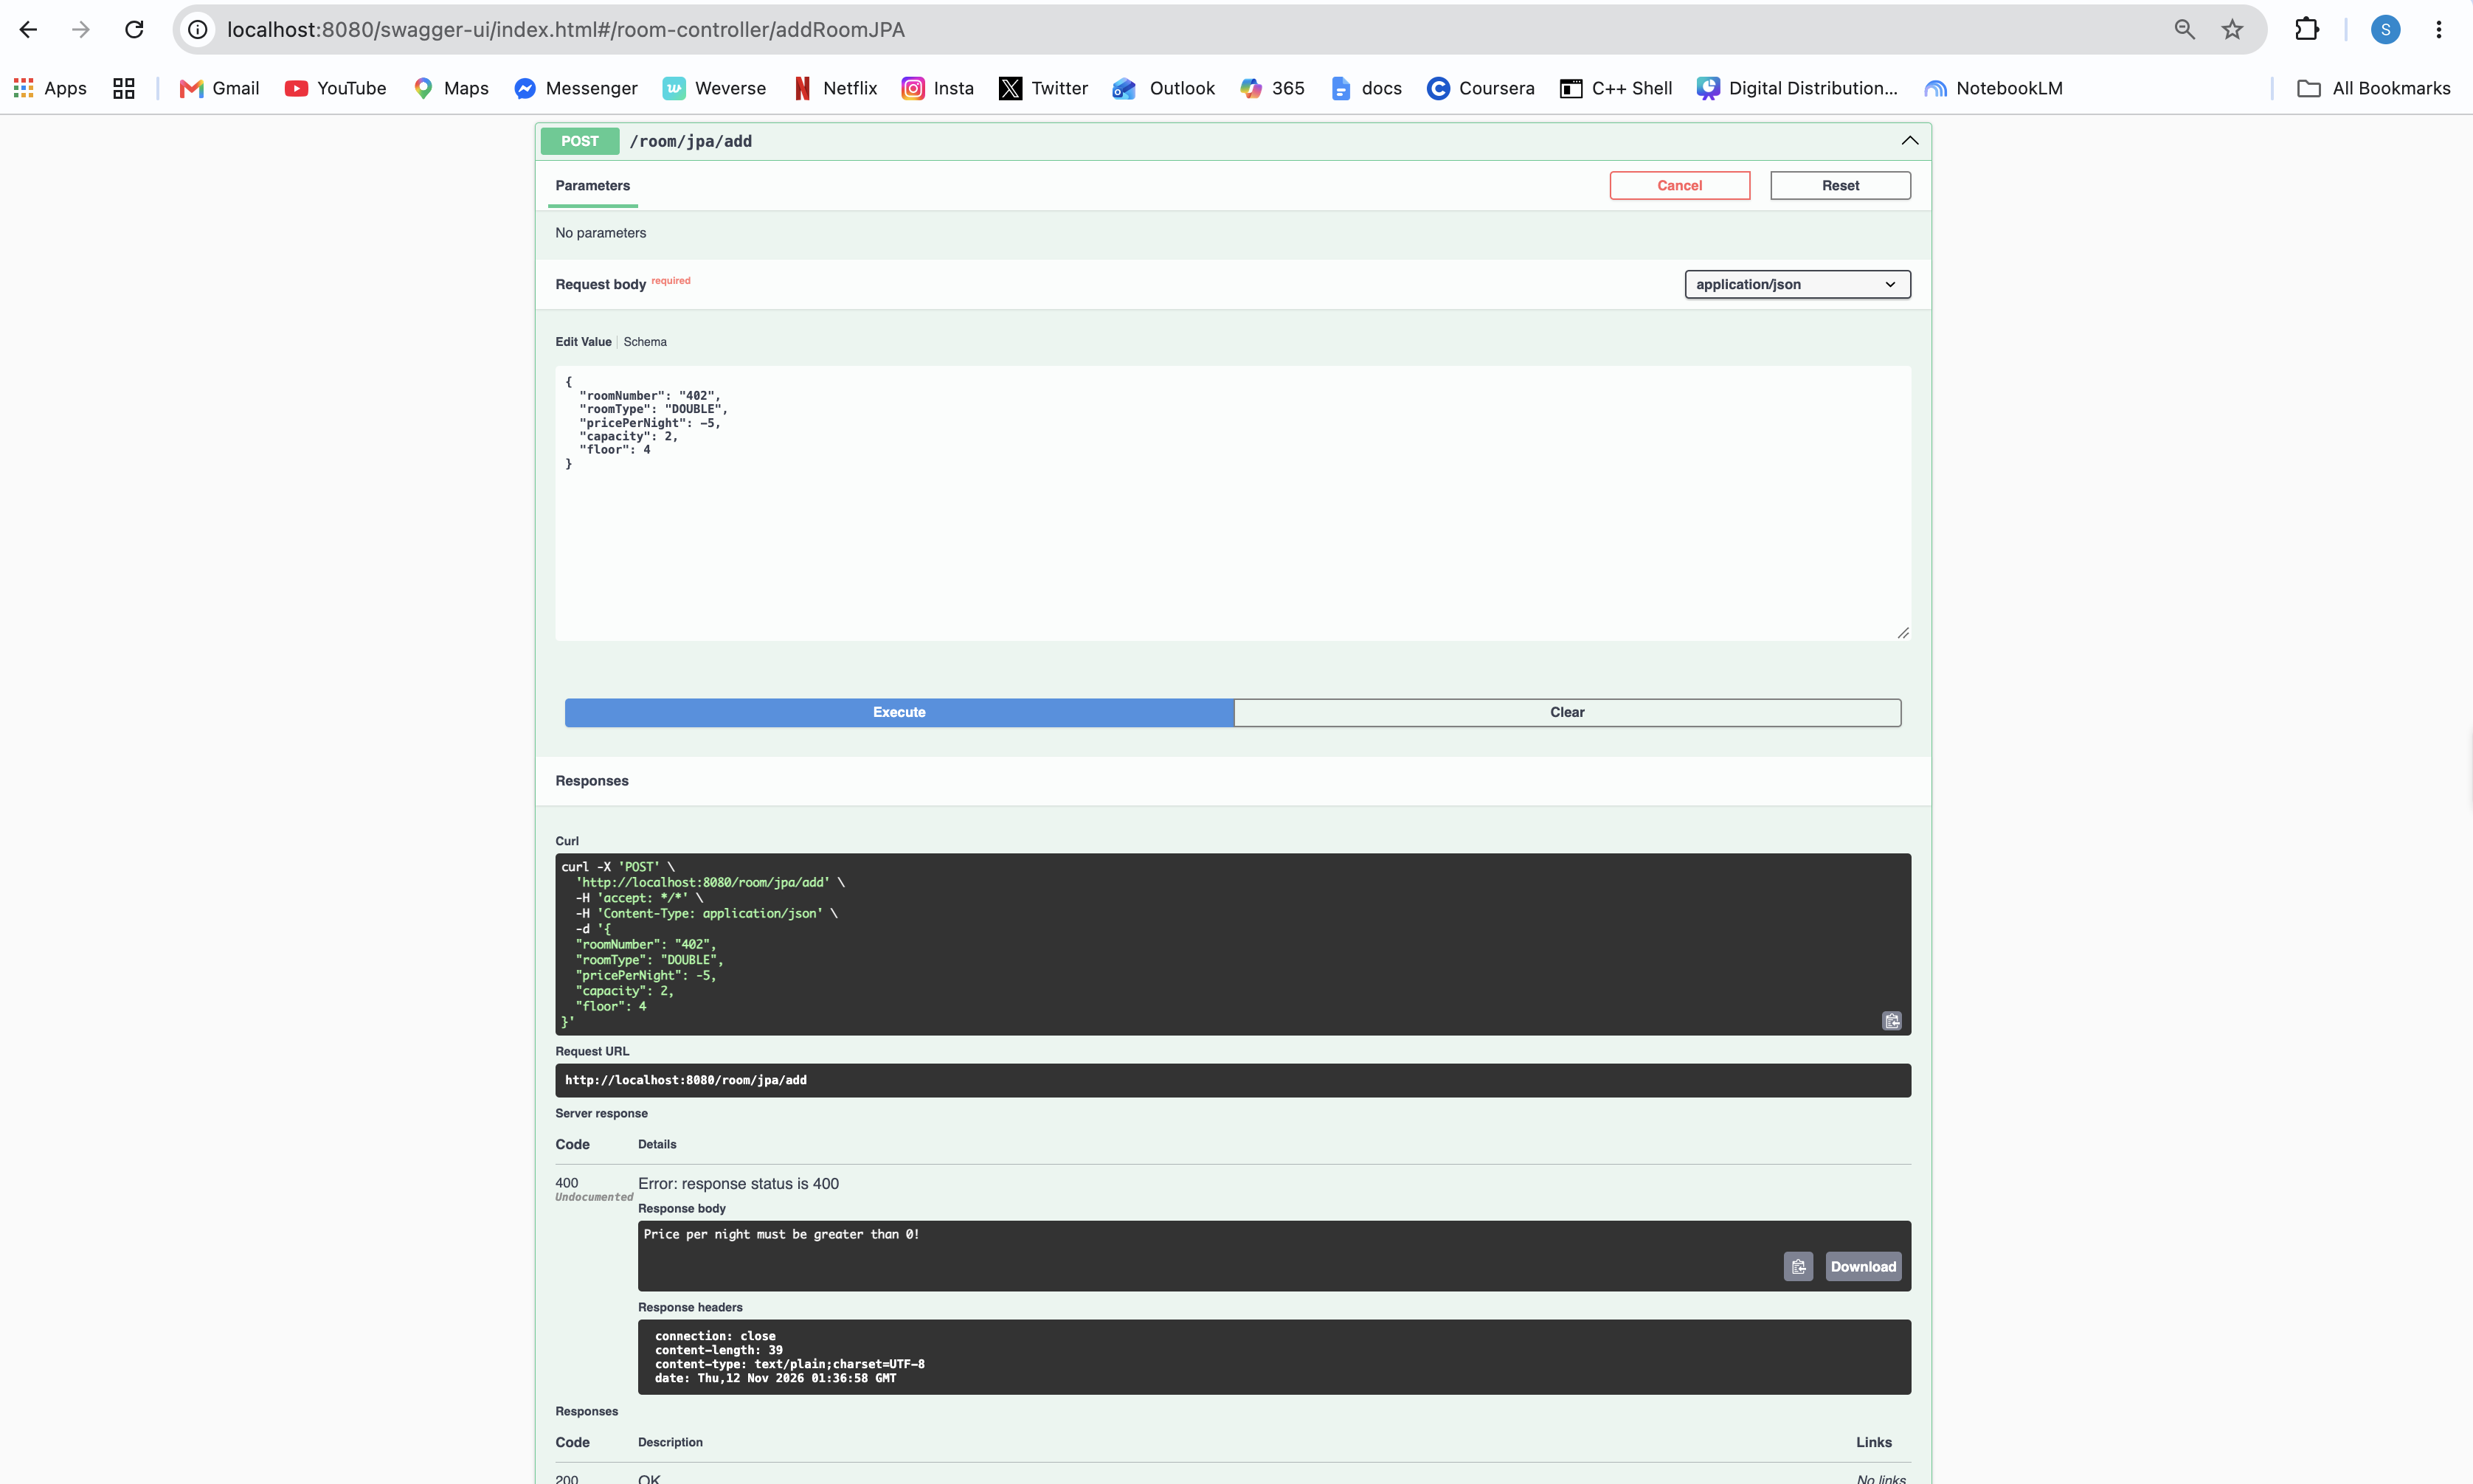 localhost:8080/swagger-ui/index.html#/room-controller/addRoomJPA
S
Apps Gmail YouTube Maps Messenger Weverse Netflix Insta Twitter Outlook 365 docs Coursera C++ Shell Digital Distribution... NotebookLM All Bookmarks
POST /room/jpa/add
Parameters Cancel Reset
No parameters
Request body required application/json
Edit Value | Schema
{
"roomNumber": "402",
"roomType": "DOUBLE",
"pricePerNight": -5,
"capacity": 2,
"floor": 4
}
Execute Clear
Responses
Curl
curl -X 'POST' \
'http://localhost:8080/room/jpa/add' \
-H 'accept: */*' \
-H 'Content-Type: application/json' \
-d '{
"roomNumber": "402",
"roomType": "DOUBLE",
"pricePerNight": -5,
"capacity": 2,
"floor": 4
}'
Request URL
http://localhost:8080/room/jpa/add
Server response
Code Details
400 Error: response status is 400
Undocumented
Response body
Price per night must be greater than 0!
Download
Response headers
connection: close
content-length: 39
content-type: text/plain;charset=UTF-8
date: Thu,12 Nov 2026 01:36:58 GMT
Responses
Code Description Links
200 OK No links